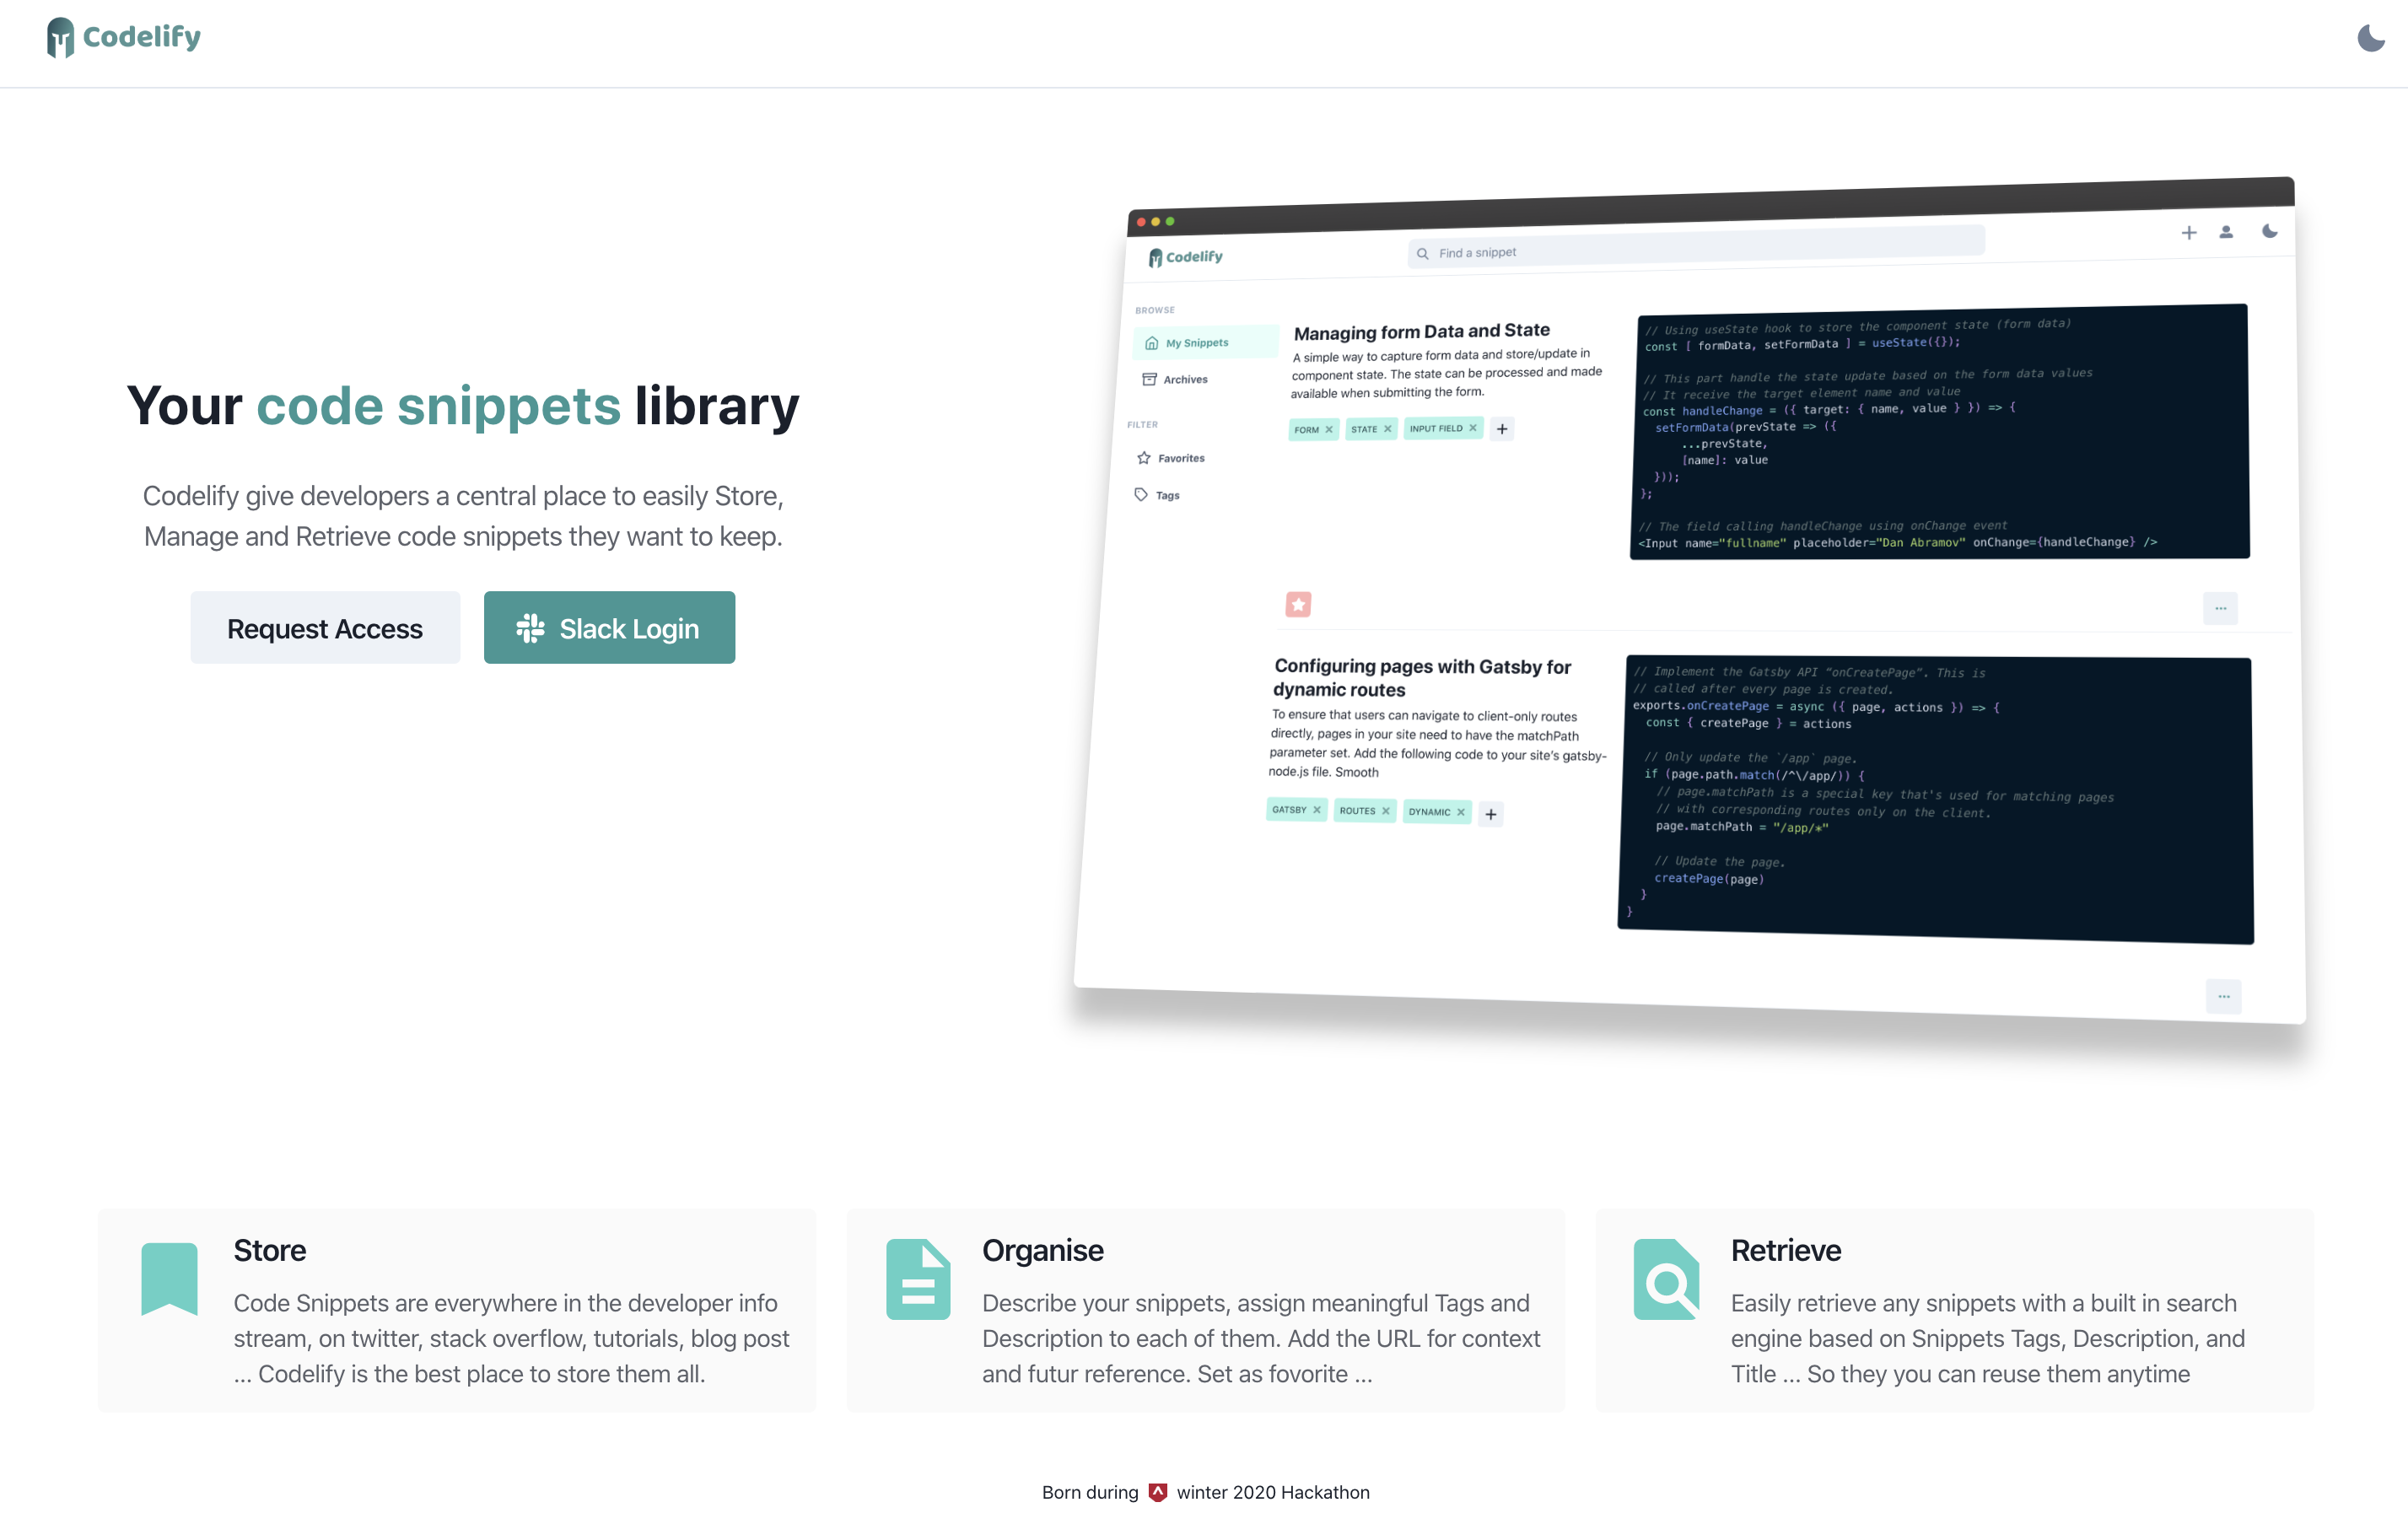 Codelify
Your code snippets library
Codelify give developers a central place to easily Store,
Manage and Retrieve code snippets they want to keep.
Request Access
Slack Login
Codelify
Find a snippet
BROWSE
My Snippets
Archives
FILTER
Favorites
Tags
Managing form Data and State
A simple way to capture form data and store/update in
component state. The state can be processed and made
available when submitting the form.
FORM ×
STATE ×
INPUT FIELD ×
+
// Using useState hook to store the component state (form data)
const [ formData, setFormData ] = useState({});
// This part handle the state update based on the form data values
// It receive the target element name and value
const handleChange = ({ target: { name, value } }) => {
setFormData(prevState => ({
...prevState,
[name]: value
}));
};
// The field calling handleChange using onChange event
<Input name="fullname" placeholder="Dan Abramov" onChange={handleChange} />
...
Configuring pages with Gatsby for
dynamic routes
To ensure that users can navigate to client-only routes
directly, pages in your site need to have the matchPath
parameter set. Add the following code to your site's gatsby-
node.js file. Smooth
GATSBY ×
ROUTES ×
DYNAMIC ×
+
// Implement the Gatsby API “onCreatePage”. This is
// called after every page is created.
exports.onCreatePage = async ({ page, actions }) => {
const { createPage } = actions
// Only update the `/app` page.
if (page.path.match(/^\/app/)) {
// page.matchPath is a special key that's used for matching pages
// with corresponding routes only on the client.
page.matchPath = "/app/*"
// Update the page.
createPage(page)
}
}
...
Store
Code Snippets are everywhere in the developer info
stream, on twitter, stack overflow, tutorials, blog post
... Codelify is the best place to store them all.
Organise
Describe your snippets, assign meaningful Tags and
Description to each of them. Add the URL for context
and futur reference. Set as fovorite ...
Retrieve
Easily retrieve any snippets with a built in search
engine based on Snippets Tags, Description, and
Title ... So they you can reuse them anytime
Born during winter 2020 Hackathon